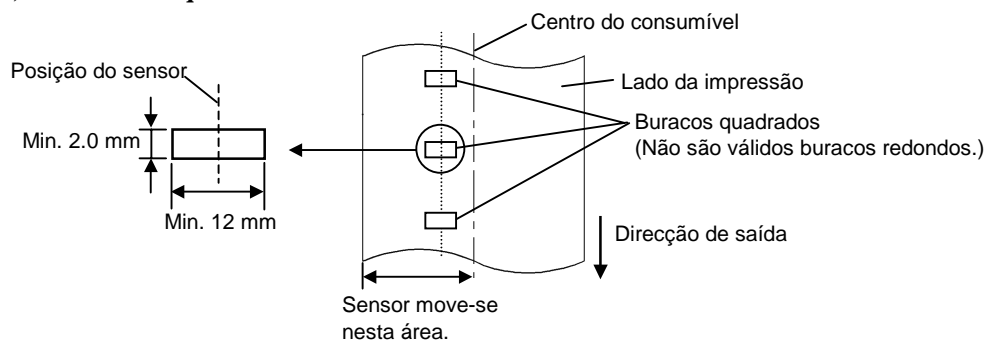 Centro do consumível
Posição do sensor
Lado da impressão
Min. 2.0 mm
Buracos quadrados
(Não são válidos buracos redondos.)
Min. 12 mm
Direcção de saída
Sensor move-se
nesta área.